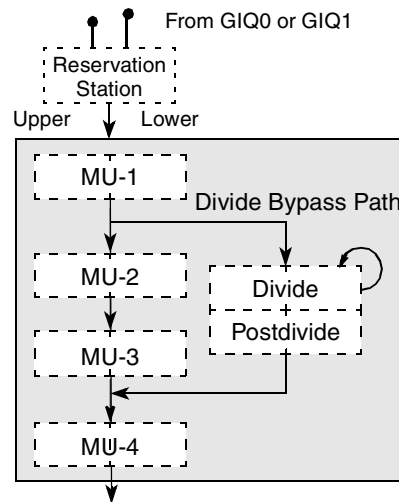 From GIQ0 or GIQ1
Reservation
Station
Upper
Lower
MU-1
Divide Bypass Path
MU-2
Divide
Postdivide
MU-3
MU-4